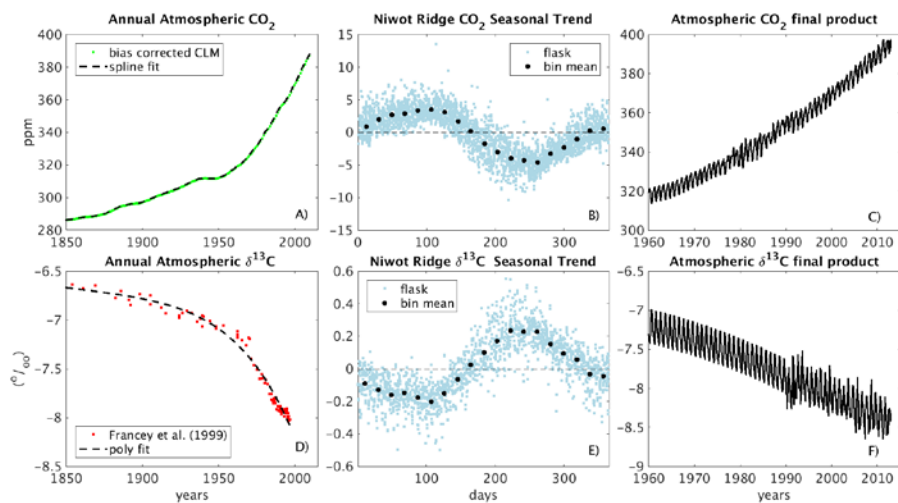 Annual Atmospheric CO2
Niwot Ridge CO2 Seasonal Trend
Atmospheric CO2 final product
400
380
360
340
320
300
280
ppm
bias corrected CLM
spline fit
A)
1850
1900
1950
2000
15
10
5
0
-5
-10
-15
flask
bin mean
B)
0
100
200
300
400
380
360
340
320
300
C)
1960
1970
1980
1990
2000
2010
years
Annual Atmospheric δ13C
Niwot Ridge δ13C Seasonal Trend
Atmospheric δ13C final product
-6.5
-7
-7.5
-8
-8.5
(o/oo)
Francey et al. (1999)
poly fit
D)
1850
1900
1950
2000
years
0.6
0.4
0.2
0
-0.2
-0.4
-0.6
flask
bin mean
E)
0
100
200
300
days
-6.5
-7
-7.5
-8
-8.5
-9
F)
1960
1970
1980
1990
2000
2010
years